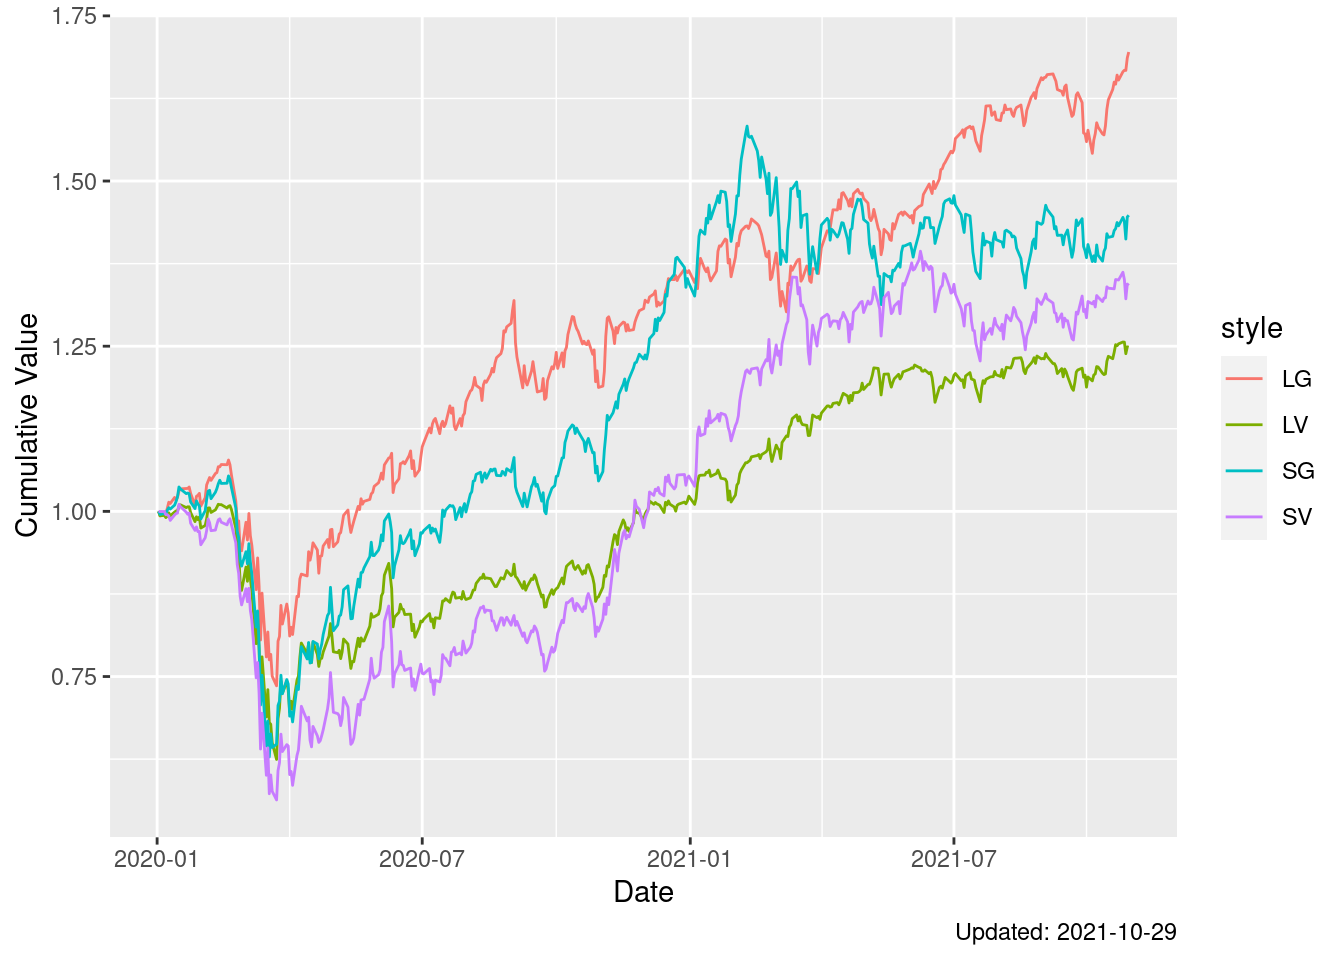 1.75
1.50
1.25
1.00
0.75
Cumulative Value
2020-01
2020-07
2021-01
2021-07
Date
style
LG
LV
SG
SV
Updated: 2021-10-29